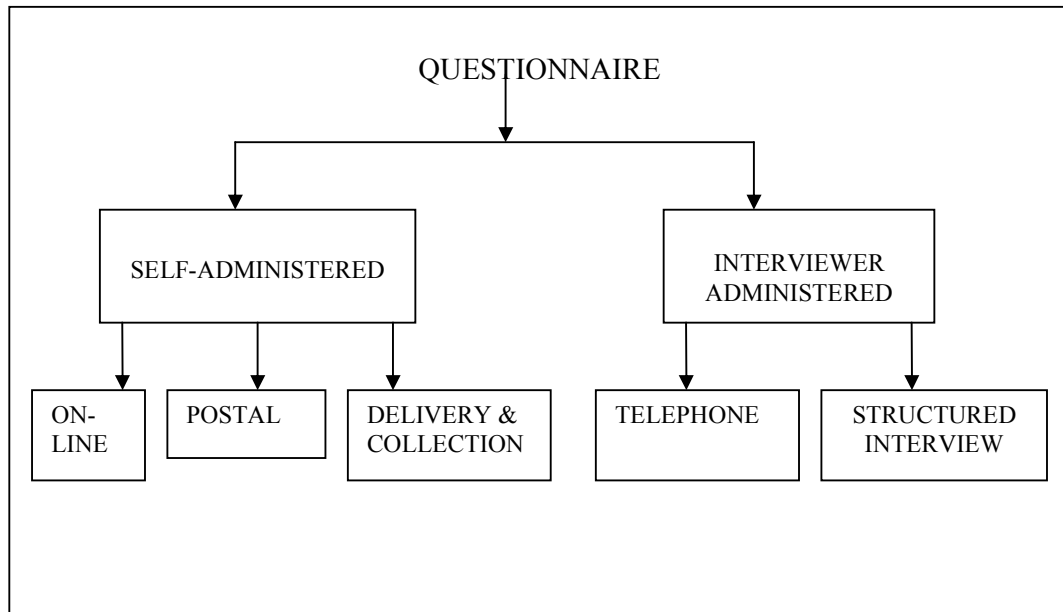 QUESTIONNAIRE
SELF-ADMINISTERED
INTERVIEWER
ADMINISTERED
ON-
LINE
POSTAL
DELIVERY &
COLLECTION
TELEPHONE
STRUCTURED
INTERVIEW